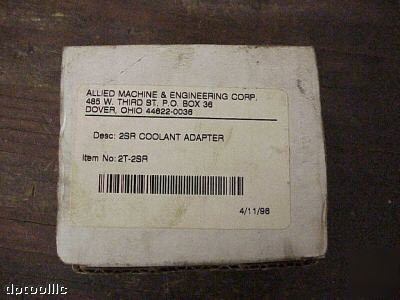 ALLIED MACHINE & ENGINEERING CORP.
485 W. THIRD ST. P.O. BOX 36
DOVER, OHIO 44622-0036
Desc: 2SR COOLANT ADAPTER
Item No: 2T-2SR
4/11/96
dptoolllc